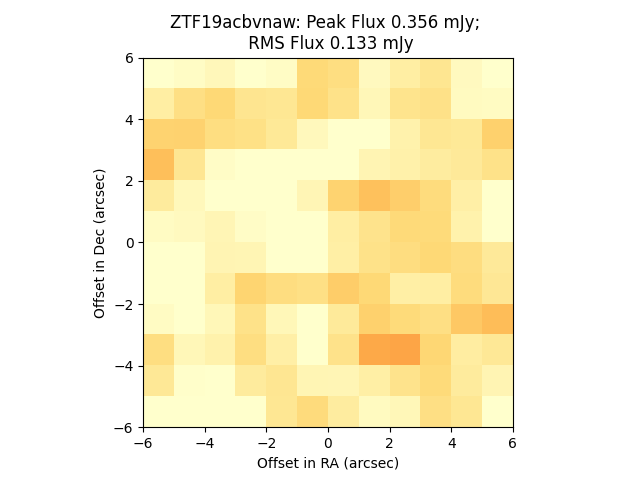 ZTF19acbvnaw: Peak Flux 0.356 mJy;
RMS Flux 0.133 mJy
6
4
2
0
−2
−4
−6
Offset in Dec (arcsec)
−6 −4 −2 0 2 4 6
Offset in RA (arcsec)